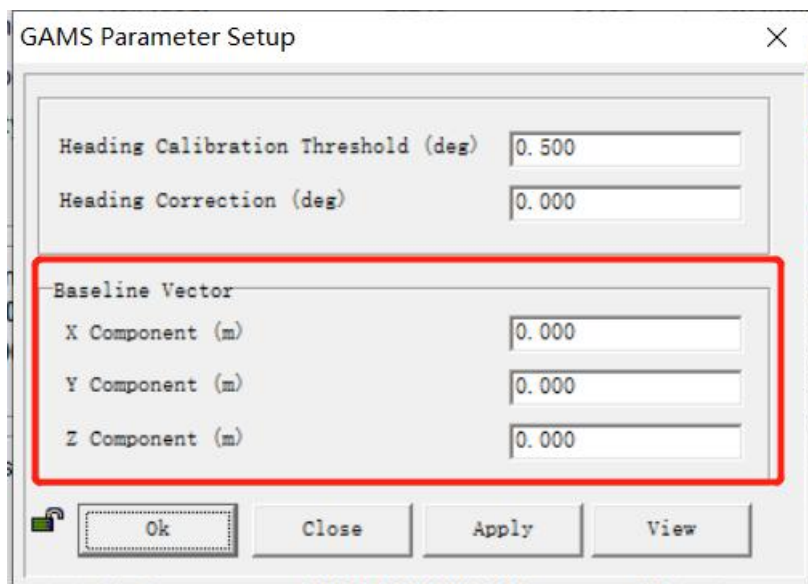 GAMS Parameter Setup
Heading Calibration Threshold (deg) 0.500
Heading Correction (deg) 0.000
Baseline Vector
X Component (m) 0.000
Y Component (m) 0.000
Z Component (m) 0.000
Ok Close Apply View